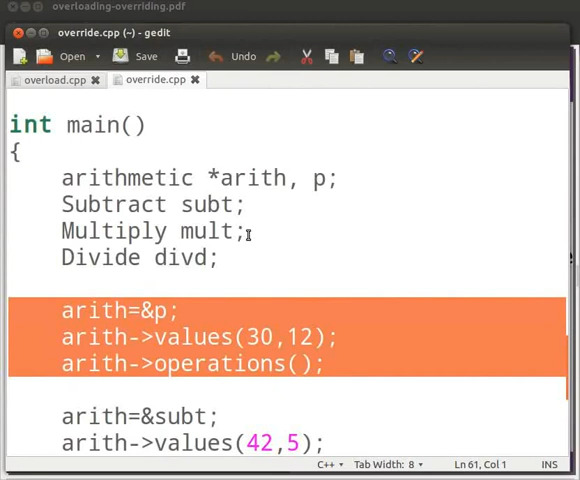 overloading-overriding.pdf
override.cpp (~) - gedit
Open Save Undo
overload.cpp override.cpp
int main()
{
arithmetic *arith, p;
Subtract subt;
Multiply mult;
Divide divd;
arith=&p;
arith->values(30,12);
arith->operations();
arith=&subt;
arith->values(42,5);
C++ Tab Width: 8 Ln 61, Col 1 INS